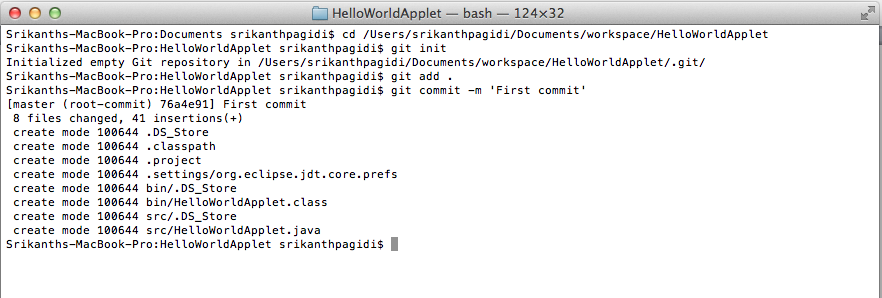 HelloWorldApplet — bash — 124×32
Srikanths-MacBook-Pro:Documents srikanthpagidi$ cd /Users/srikanthpagidi/Documents/workspace/HelloWorldApplet
Srikanths-MacBook-Pro:HelloWorldApplet srikanthpagidi$ git init
Initialized empty Git repository in /Users/srikanthpagidi/Documents/workspace/HelloWorldApplet/.git/
Srikanths-MacBook-Pro:HelloWorldApplet srikanthpagidi$ git add .
Srikanths-MacBook-Pro:HelloWorldApplet srikanthpagidi$ git commit -m 'First commit'
[master (root-commit) 76a4e91] First commit
 8 files changed, 41 insertions(+)
 create mode 100644 .DS_Store
 create mode 100644 .classpath
 create mode 100644 .project
 create mode 100644 .settings/org.eclipse.jdt.core.prefs
 create mode 100644 bin/.DS_Store
 create mode 100644 bin/HelloWorldApplet.class
 create mode 100644 src/.DS_Store
 create mode 100644 src/HelloWorldApplet.java
Srikanths-MacBook-Pro:HelloWorldApplet srikanthpagidi$